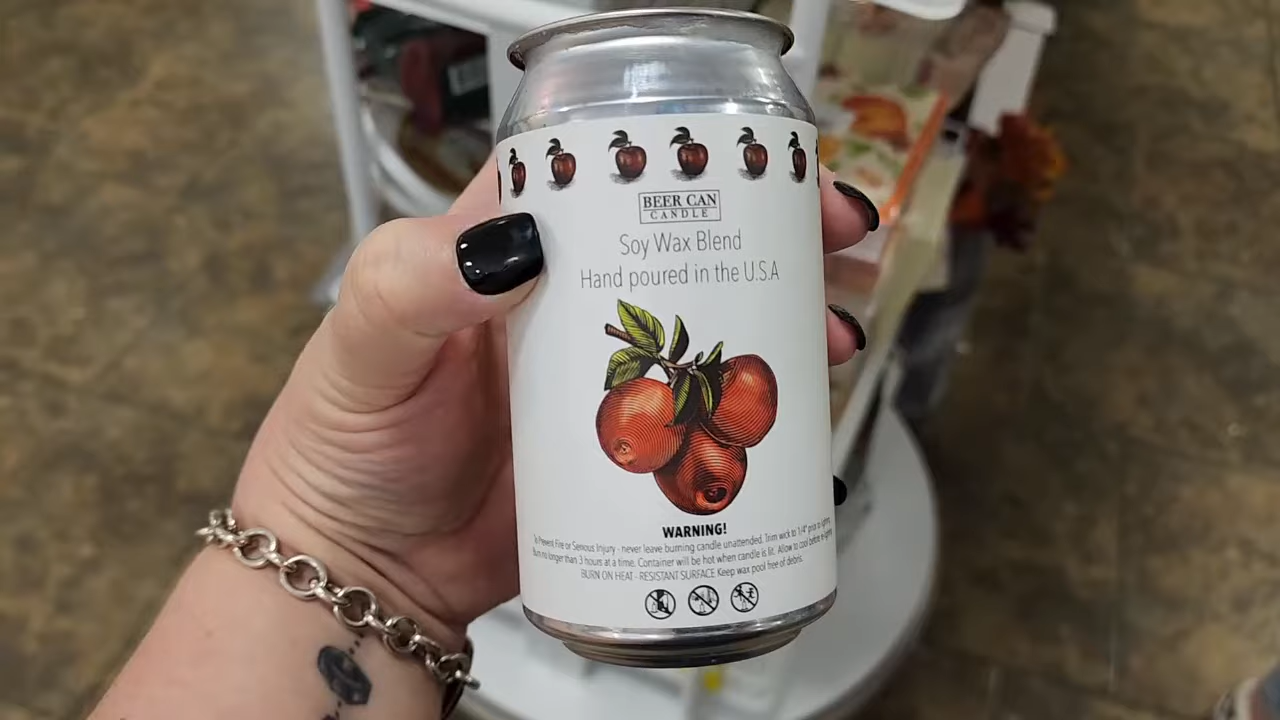 BEER CAN
CANDLE
Soy Wax Blend
Hand poured in the U.S.A
WARNING!
To Prevent Fire or Serious Injury - never leave burning candle unattended. Trim wick to 1/4" prior to lighting.
Burn no longer than 3 hours at a time. Container will be hot when candle is lit. Allow to cool before re-lighting.
BURN ON HEAT - RESISTANT SURFACE Keep wax pool free of debris.